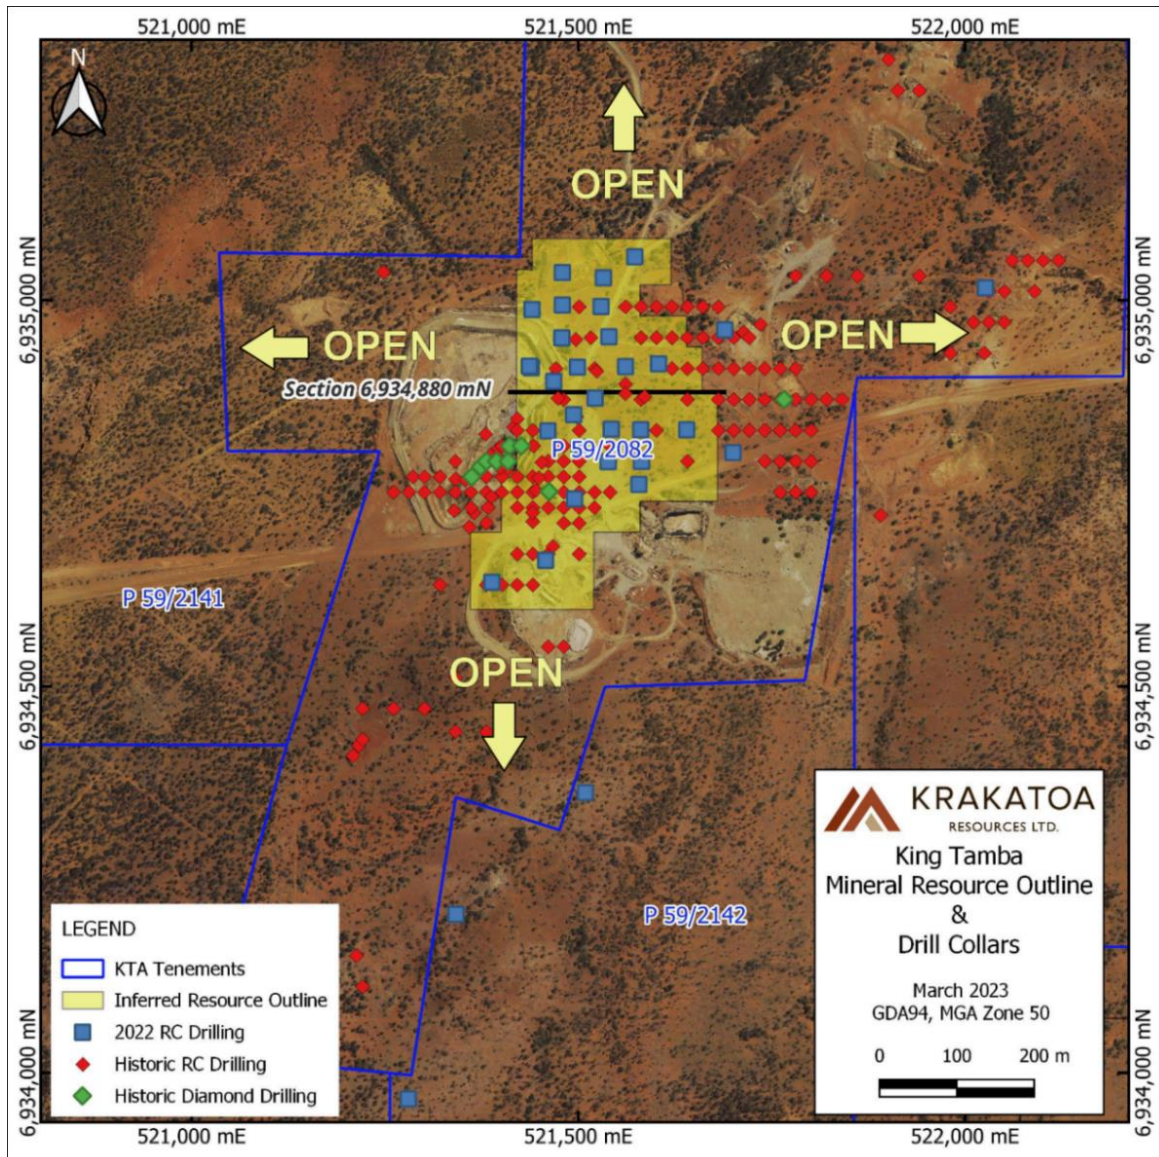 521,000 mE
521,500 mE
522,000 mE
N
OPEN
6,935,000 mN
6,935,000 mN
OPEN
OPEN
Section 6,934,880 mN
P 59/2082
P 59/2141
6,934,500 mN
6,934,500 mN
OPEN
KRAKATOA
RESOURCES LTD.
King Tamba
Mineral Resource Outline
&
Drill Collars
March 2023
GDA94, MGA Zone 50
0 100 200 m
P 59/2142
LEGEND
KTA Tenements
Inferred Resource Outline
2022 RC Drilling
Historic RC Drilling
Historic Diamond Drilling
6,934,000 mN
6,934,000 mN
521,000 mE
521,500 mE
522,000 mE